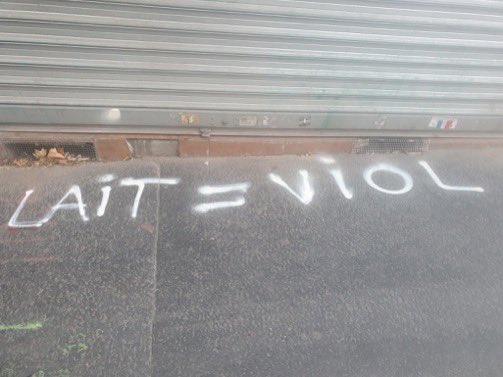 LAiT = ViOL